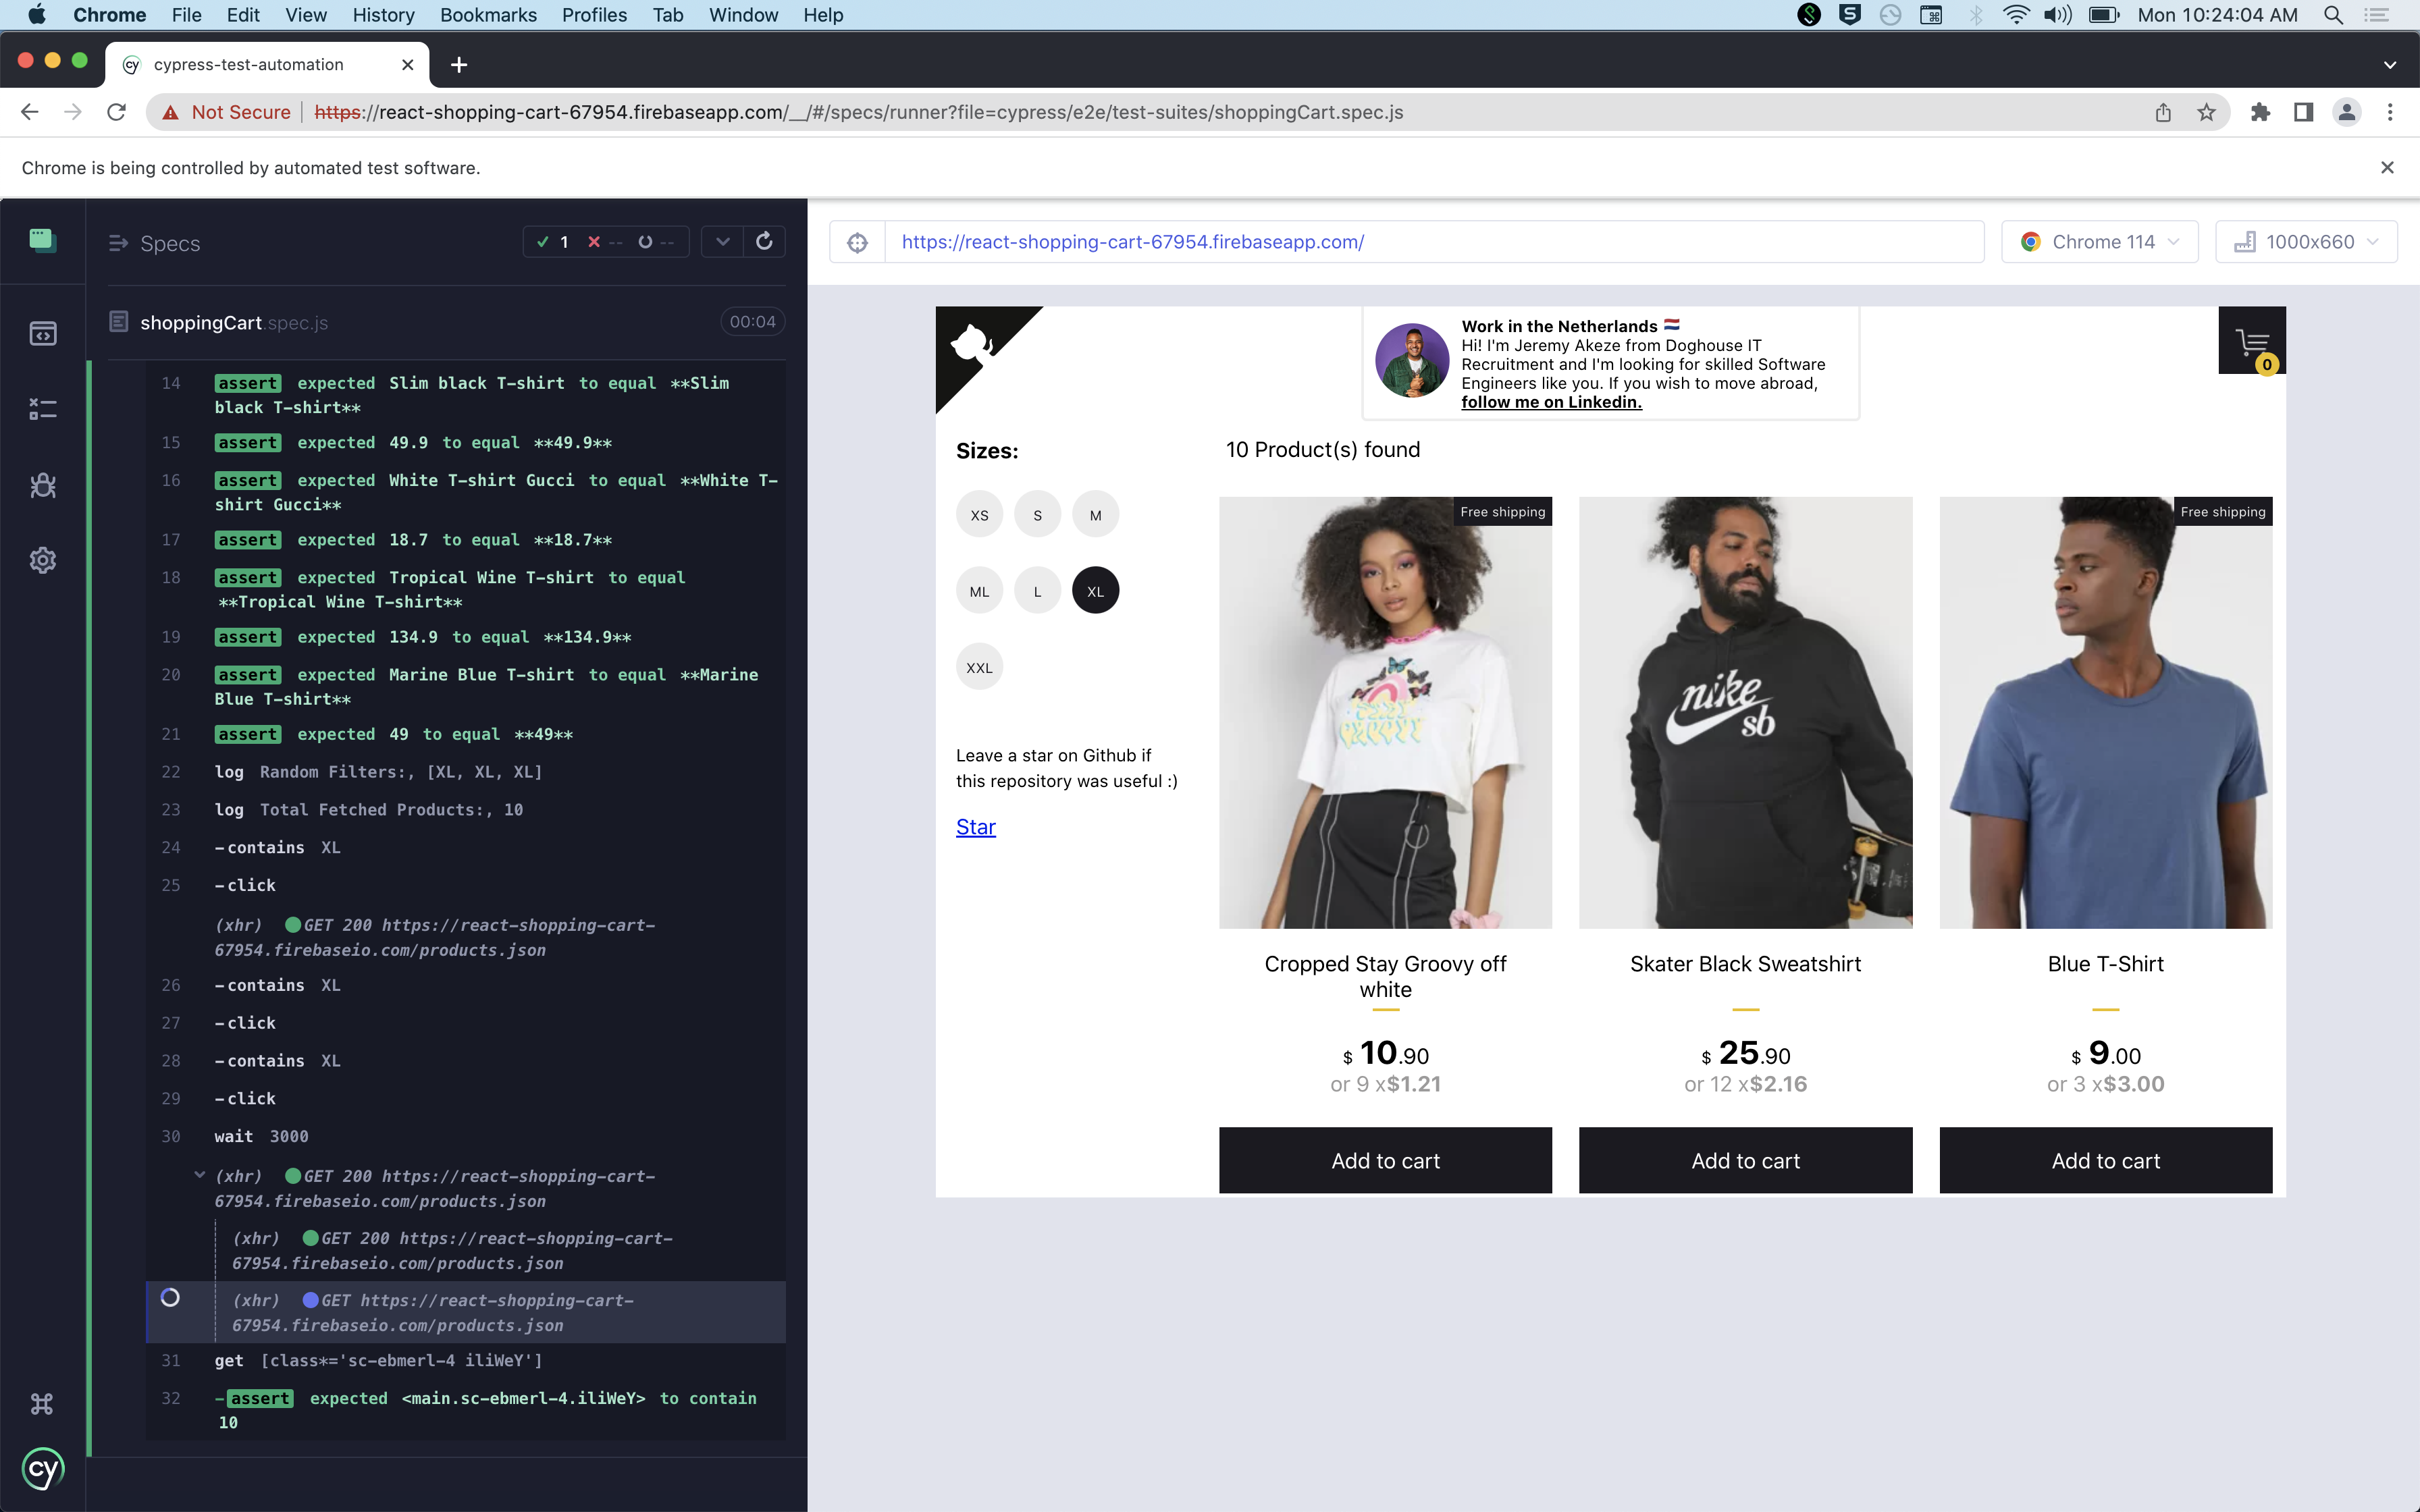 Chrome File Edit View History Bookmarks Profiles Tab Window Help
Mon 10:24:04 AM
cypress-test-automation
Not Secure https://react-shopping-cart-67954.firebaseapp.com/__/#/specs/runner?file=cypress/e2e/test-suites/shoppingCart.spec.js
Chrome is being controlled by automated test software.
Specs
1 -- --
shoppingCart.spec.js 00:04
14 assert expected Slim black T-shirt to equal **Slim
black T-shirt**
15 assert expected 49.9 to equal **49.9**
16 assert expected White T-shirt Gucci to equal **White T-
shirt Gucci**
17 assert expected 18.7 to equal **18.7**
18 assert expected Tropical Wine T-shirt to equal
**Tropical Wine T-shirt**
19 assert expected 134.9 to equal **134.9**
20 assert expected Marine Blue T-shirt to equal **Marine
Blue T-shirt**
21 assert expected 49 to equal **49**
22 log Random Filters:, [XL, XL, XL]
23 log Total Fetched Products:, 10
24 -contains XL
25 -click
(xhr) GET 200 https://react-shopping-cart-
67954.firebaseio.com/products.json
26 -contains XL
27 -click
28 -contains XL
29 -click
30 wait 3000
(xhr) GET 200 https://react-shopping-cart-
67954.firebaseio.com/products.json
(xhr) GET 200 https://react-shopping-cart-
67954.firebaseio.com/products.json
(xhr) GET https://react-shopping-cart-
67954.firebaseio.com/products.json
31 get [class*='sc-ebmerl-4 iliWeY']
32 -assert expected <main.sc-ebmerl-4.iliWeY> to contain
10
cy
https://react-shopping-cart-67954.firebaseapp.com/
Chrome 114
1000x660
Work in the Netherlands
Hi! I'm Jeremy Akeze from Doghouse IT
Recruitment and I'm looking for skilled Software
Engineers like you. If you wish to move abroad,
follow me on Linkedin.
0
Sizes:
XS S M
ML L XL
XXL
Leave a star on Github if
this repository was useful :)
Star
10 Product(s) found
Free shipping
nike
sb
Free shipping
STAY
GROOVY
Cropped Stay Groovy off
white
$ 10.90
or 9 x$1.21
Add to cart
Skater Black Sweatshirt
$ 25.90
or 12 x$2.16
Add to cart
Blue T-Shirt
$ 9.00
or 3 x$3.00
Add to cart